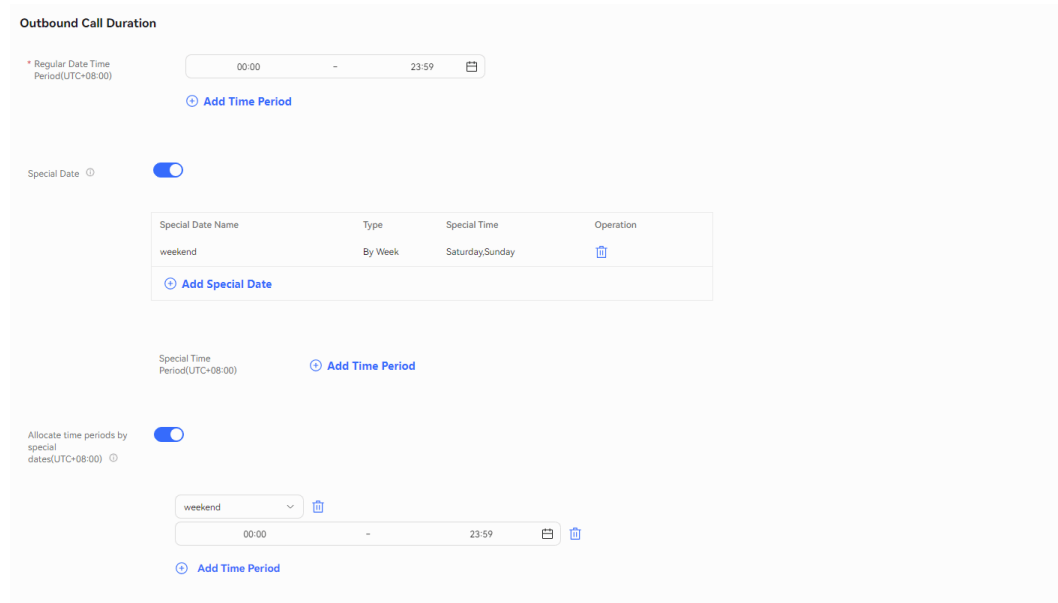 Outbound Call Duration
* Regular Date Time
Period(UTC+08:00)
00:00 – 23:59
Add Time Period
Special Date
Special Date Name Type Special Time Operation
weekend By Week Saturday,Sunday
Add Special Date
Special Time
Period(UTC+08:00)
Add Time Period
Allocate time periods by
special
dates(UTC+08:00)
weekend
00:00 – 23:59
Add Time Period